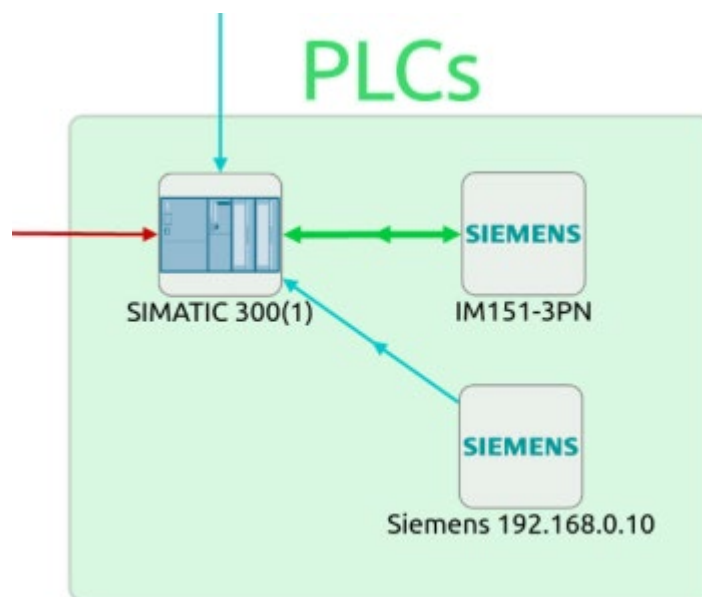 PLCs
SIEMENS
SIMATIC 300(1)
IM151-3PN
SIEMENS
Siemens 192.168.0.10